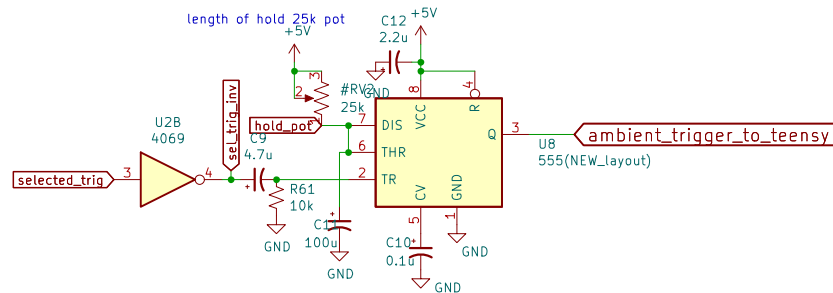 length of hold 25k pot
+5V
C12
2.2u
+5V
GND
3
2
1
#RV2
25k
hold_pot
sel_trig_inv
U2B
4069
selected_trig
3
4
C9
4.7u
R61
10k
GND
C11
100u
GND
7
DIS
6
THR
2
TR
8
VCC
4
R
Q
3
CV
5
GND
1
U8
555(NEW_layout)
ambient_trigger_to_teensy
C10
0.1u
GND
GND